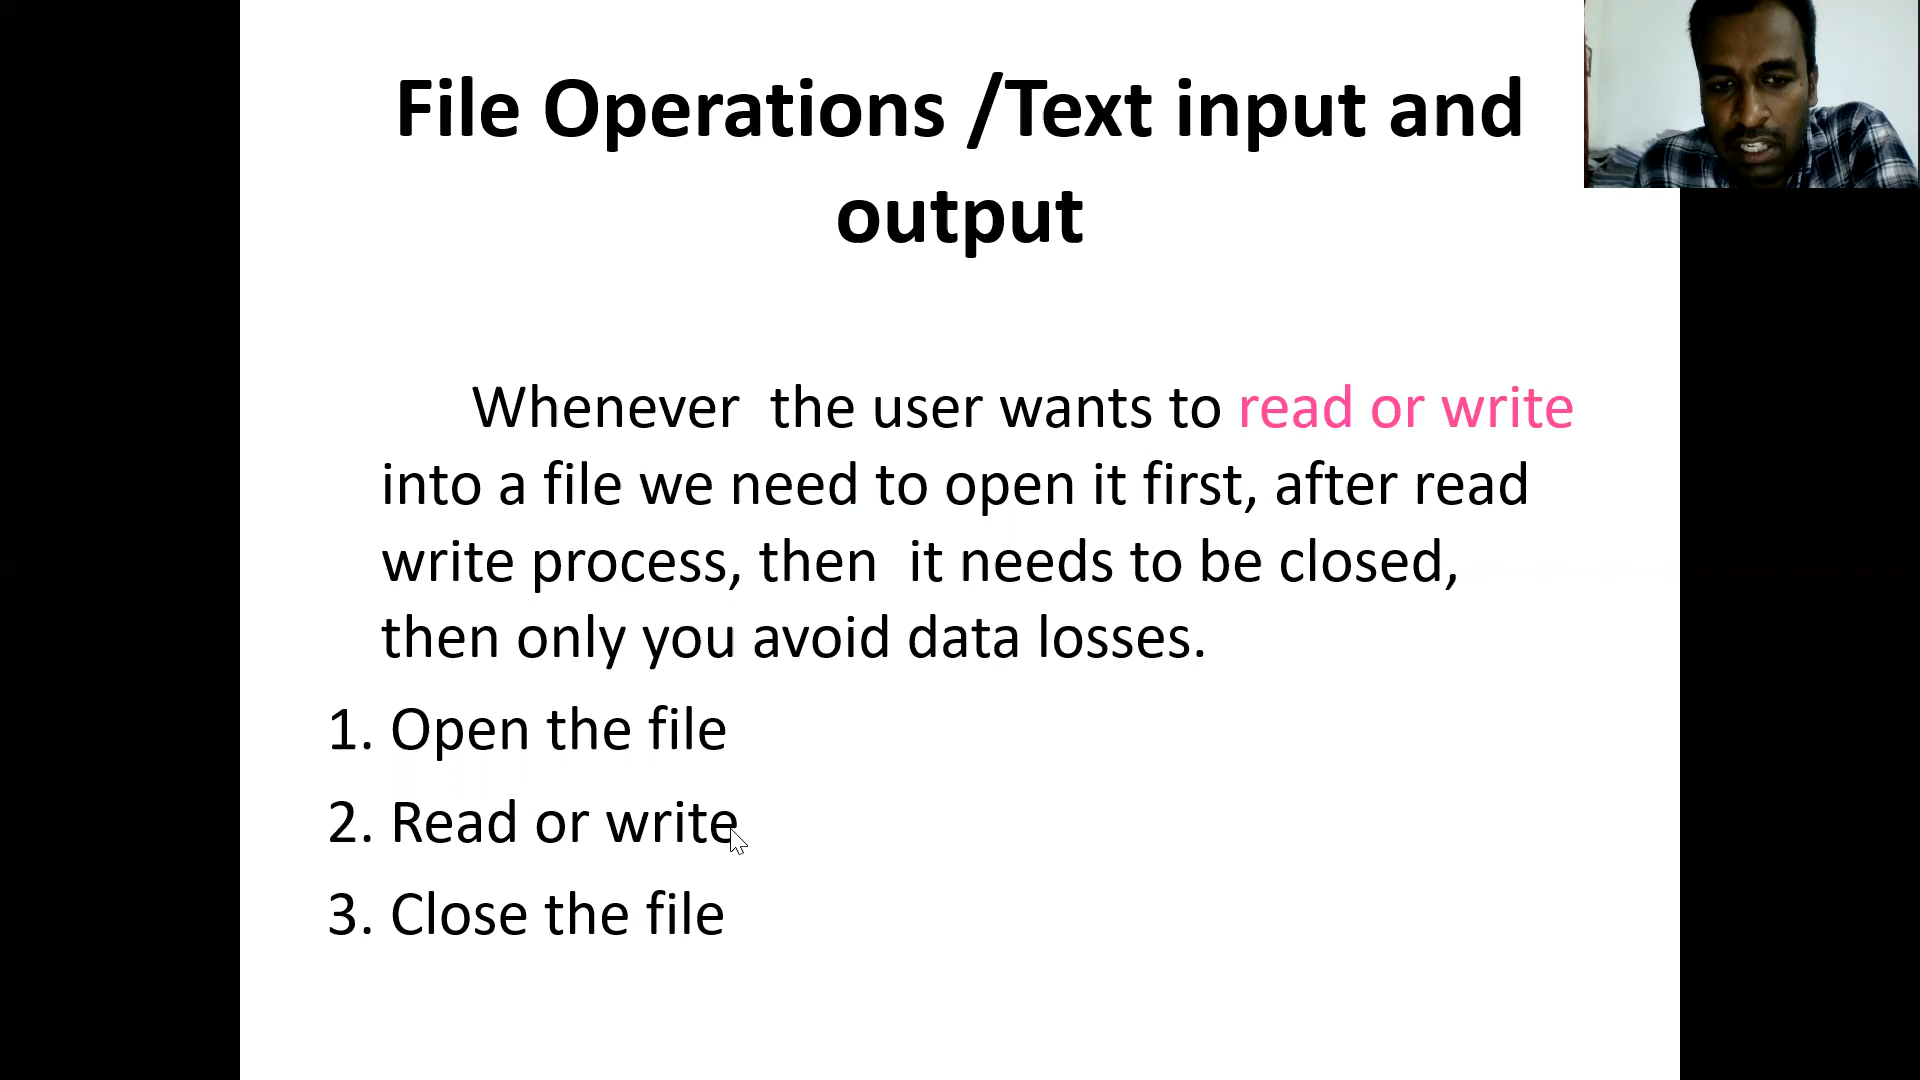 File Operations /Text input and
output
Whenever  the user wants to read or write
into a file we need to open it first, after read
write process, then  it needs to be closed,
then only you avoid data losses.
1. Open the file
2. Read or write
3. Close the file